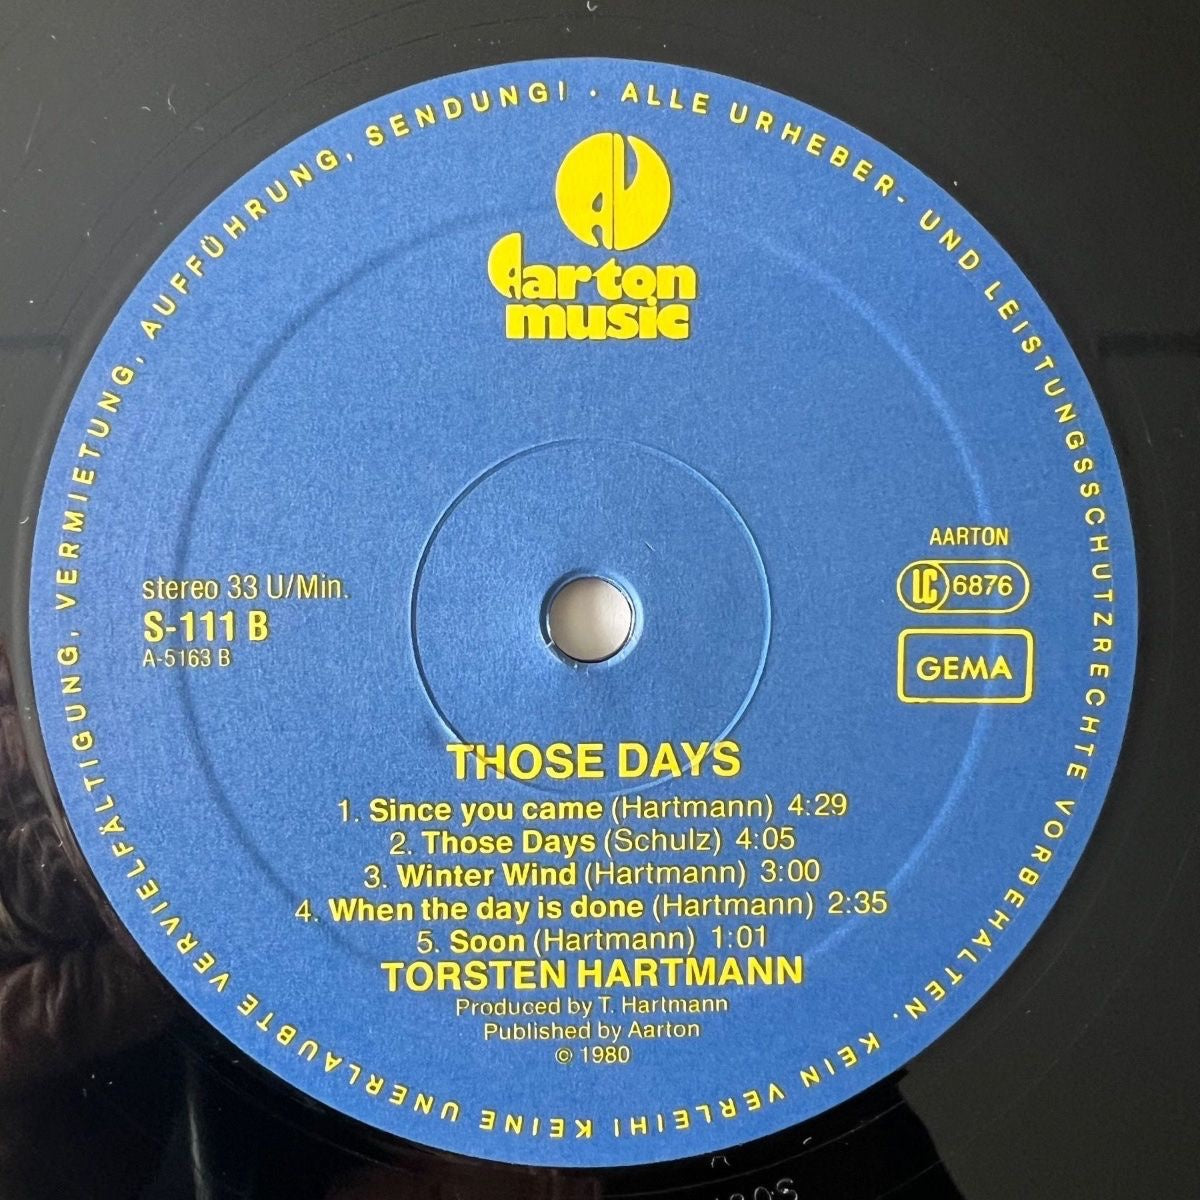 ALLE URHEBER- UND LEISTUNGSSCHUTZRECHTE VORBEHALTEN. KEIN VERLEIH! KEINE UNERLAUBTE VERVIELFÄLTIGUNG, VERMIETUNG, AUFFÜHRUNG, SENDUNG! ·
Aarton
music
stereo 33 U/Min.
S-111 B
A-5163 B
AARTON
LC 6876
GEMA
THOSE DAYS
1. Since you came (Hartmann) 4:29
2. Those Days (Schulz) 4:05
3. Winter Wind (Hartmann) 3:00
4. When the day is done (Hartmann) 2:35
5. Soon (Hartmann) 1:01
TORSTEN HARTMANN
Produced by T. Hartmann
Published by Aarton
© 1980